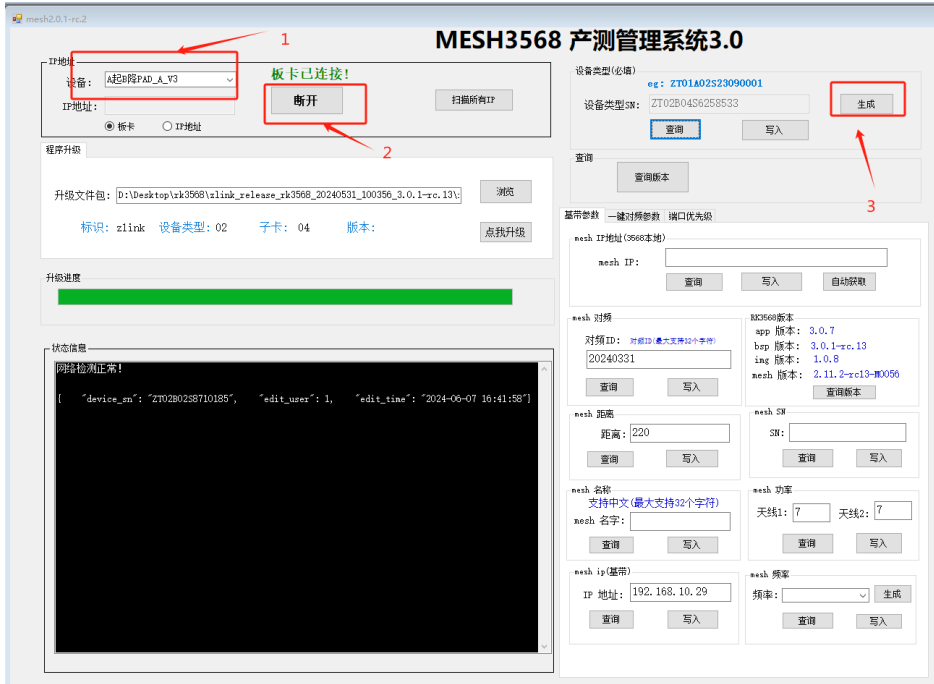 mesh2.0.1-rc.2
MESH3568 产测管理系统3.0
1
IP地址
设备: A起B降PAD_A_V3
板卡已连接!
断开
扫描所有IP
IP地址:
板卡
IP地址
2
设备类型(必填)
eg: ZT01A02S23090001
设备类型SN: ZT02B04S6258533
生成
查询
写入
3
程序升级
升级文件包: D:\Desktop\rk3568\zlink_release_rk3568_20240531_100356_3.0.1-rc.13\:
浏览
标识: zlink 设备类型: 02 子卡: 04 版本:
点我升级
升级进度
状态信息
网络检测正常!
{ "device_sn": "ZT02B02S8710185", "edit_user": 1, "edit_time": "2024-06-07 16:41:58"}
查询
查询版本
基带参数 一键对频参数 端口优先级
mesh IP地址(3568本地)
mesh IP:
查询
写入
自动获取
mesh 对频
对频ID: 对频ID(最大支持32个字符)
20240331
查询
写入
RK3568版本
app 版本: 3.0.7
bsp 版本: 3.0.1-rc.13
img 版本: 1.0.8
mesh 版本: 2.11.2-rc13-M0056
查询版本
mesh 距离
距离: 220
查询
写入
mesh SN
SN:
查询
写入
mesh 名称
支持中文(最大支持32个字符)
mesh 名字:
查询
写入
mesh 功率
天线1: 7 天线2: 7
查询
写入
mesh ip(基带)
IP 地址: 192.168.10.29
查询
写入
mesh 频率
频率:
生成
查询
写入